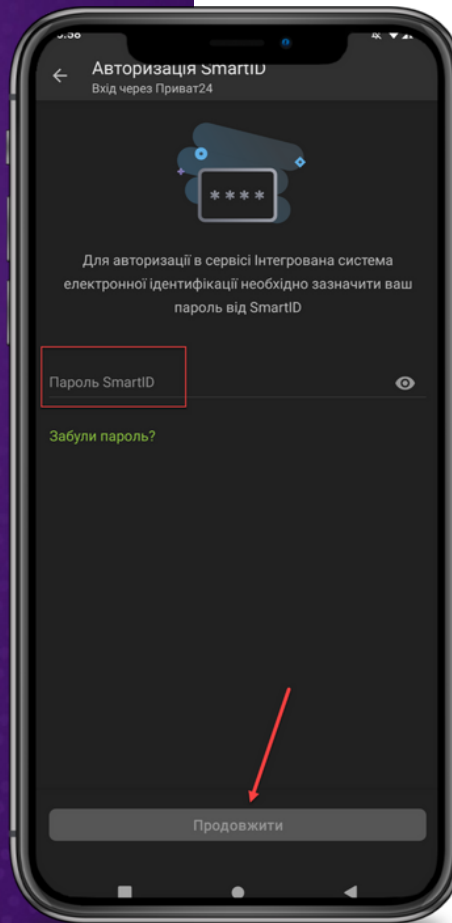 Авторизація SmartID
Вхід через Приват24
****
Для авторизації в сервісі Інтегрована система
електронної ідентифікації необхідно зазначити ваш
пароль від SmartID
Пароль SmartID
Забули пароль?
Продовжити